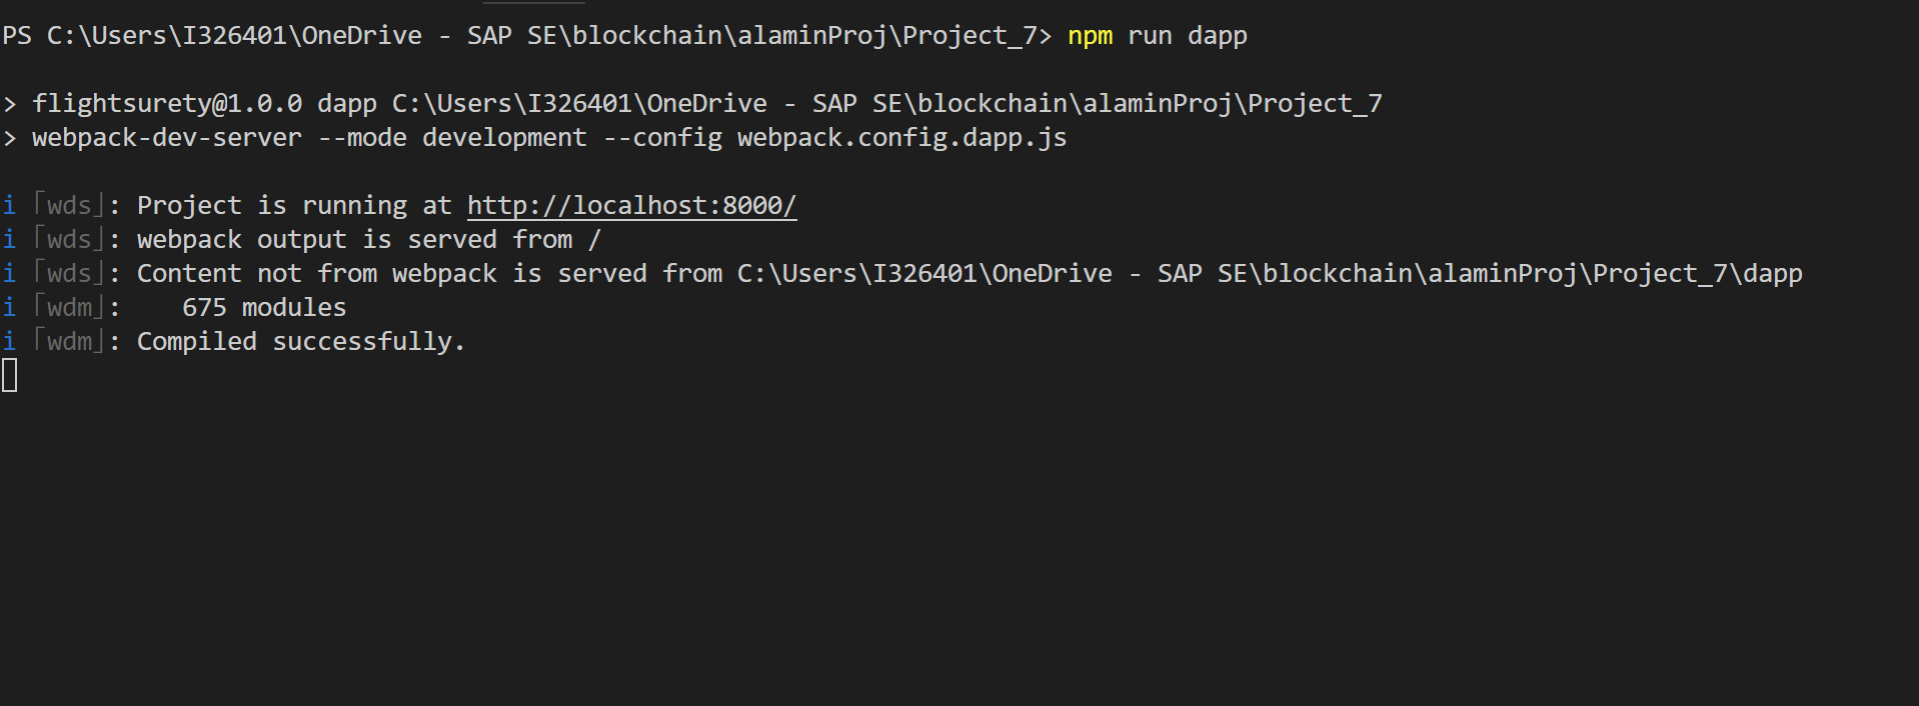 PS C:\Users\I326401\OneDrive - SAP SE\blockchain\alaminProj\Project_7> npm run dapp
> flightsurety@1.0.0 dapp C:\Users\I326401\OneDrive - SAP SE\blockchain\alaminProj\Project_7
> webpack-dev-server --mode development --config webpack.config.dapp.js
i ｢wds｣: Project is running at http://localhost:8000/
i ｢wds｣: webpack output is served from /
i ｢wds｣: Content not from webpack is served from C:\Users\I326401\OneDrive - SAP SE\blockchain\alaminProj\Project_7\dapp
i ｢wdm｣:    675 modules
i ｢wdm｣: Compiled successfully.